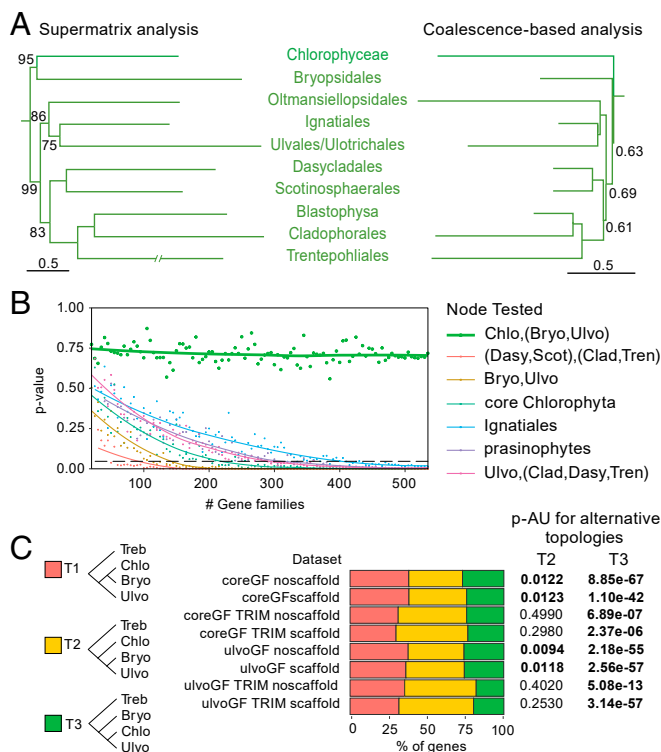 A
Supermatrix analysis
Coalescence-based analysis
Chlorophyceae
Bryopsidales
Oltmansiellopsidales
Ignatiales
Ulvales/Ulotrichales
Dasycladales
Scotinosphaerales
Blastophysa
Cladophorales
Trentepohliales
95
86
75
99
83
0.5
//
0.63
0.69
0.61
0.5
B
1.00
0.75
0.50
0.25
0.00
p-value
100
200
300
400
500
# Gene families
Node Tested
Chlo,(Bryo,Ulvo)
(Dasy,Scot),(Clad,Tren)
Bryo,Ulvo
core Chlorophyta
Ignatiales
prasinophytes
Ulvo,(Clad,Dasy,Tren)
C
T1
Treb
Chlo
Bryo
Ulvo
T2
Treb
Chlo
Bryo
Ulvo
T3
Treb
Bryo
Chlo
Ulvo
p-AU for alternative
topologies
Dataset T2 T3
coreGF noscaffold 0.0122 8.85e-67
coreGFscaffold 0.0123 1.10e-42
coreGF TRIM noscaffold 0.4990 6.89e-07
coreGF TRIM scaffold 0.2980 2.37e-06
ulvoGF noscaffold 0.0094 2.18e-55
ulvoGF scaffold 0.0118 2.56e-57
ulvoGF TRIM noscaffold 0.4020 5.08e-13
ulvoGF TRIM scaffold 0.2530 3.14e-57
0 25 50 75 100
% of genes